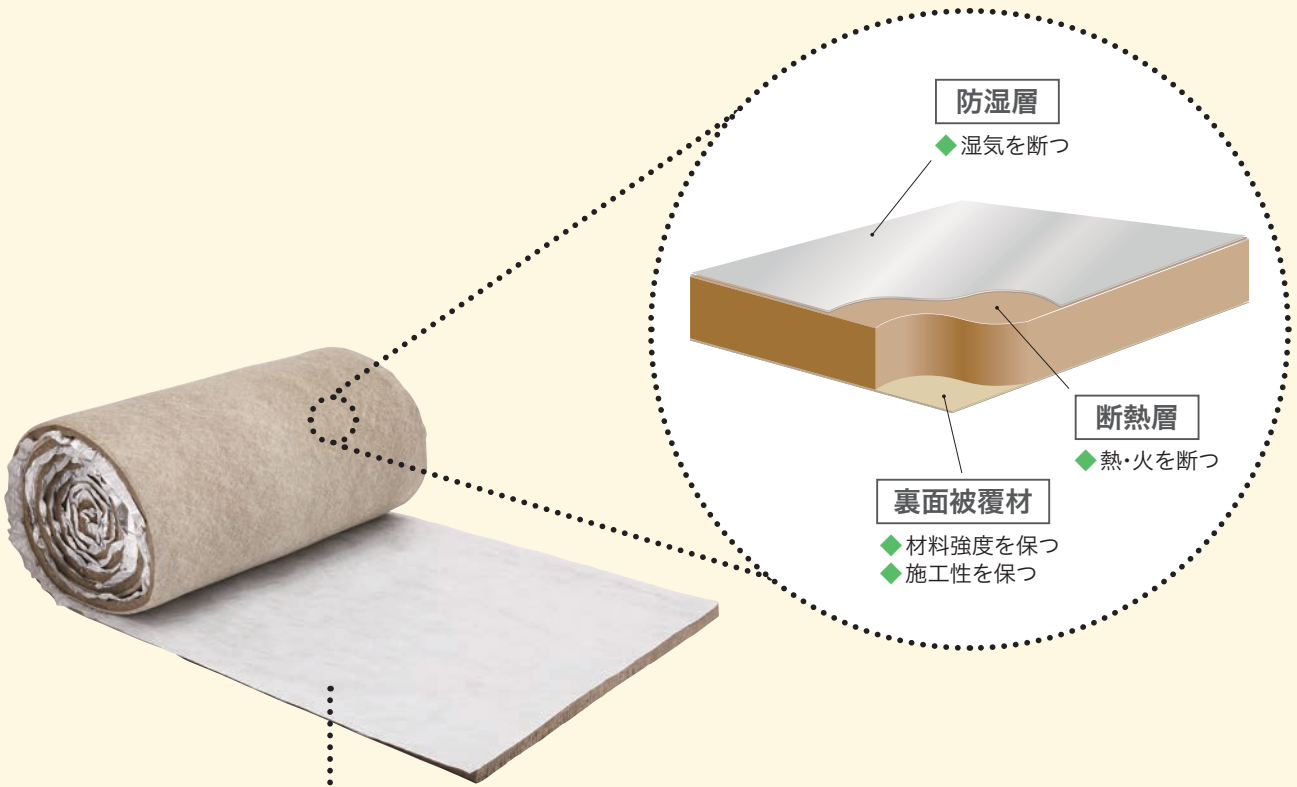 防湿層
◆湿気を断つ
断熱層
◆熱・火を断つ
裏面被覆材
◆材料強度を保つ
◆施工性を保つ